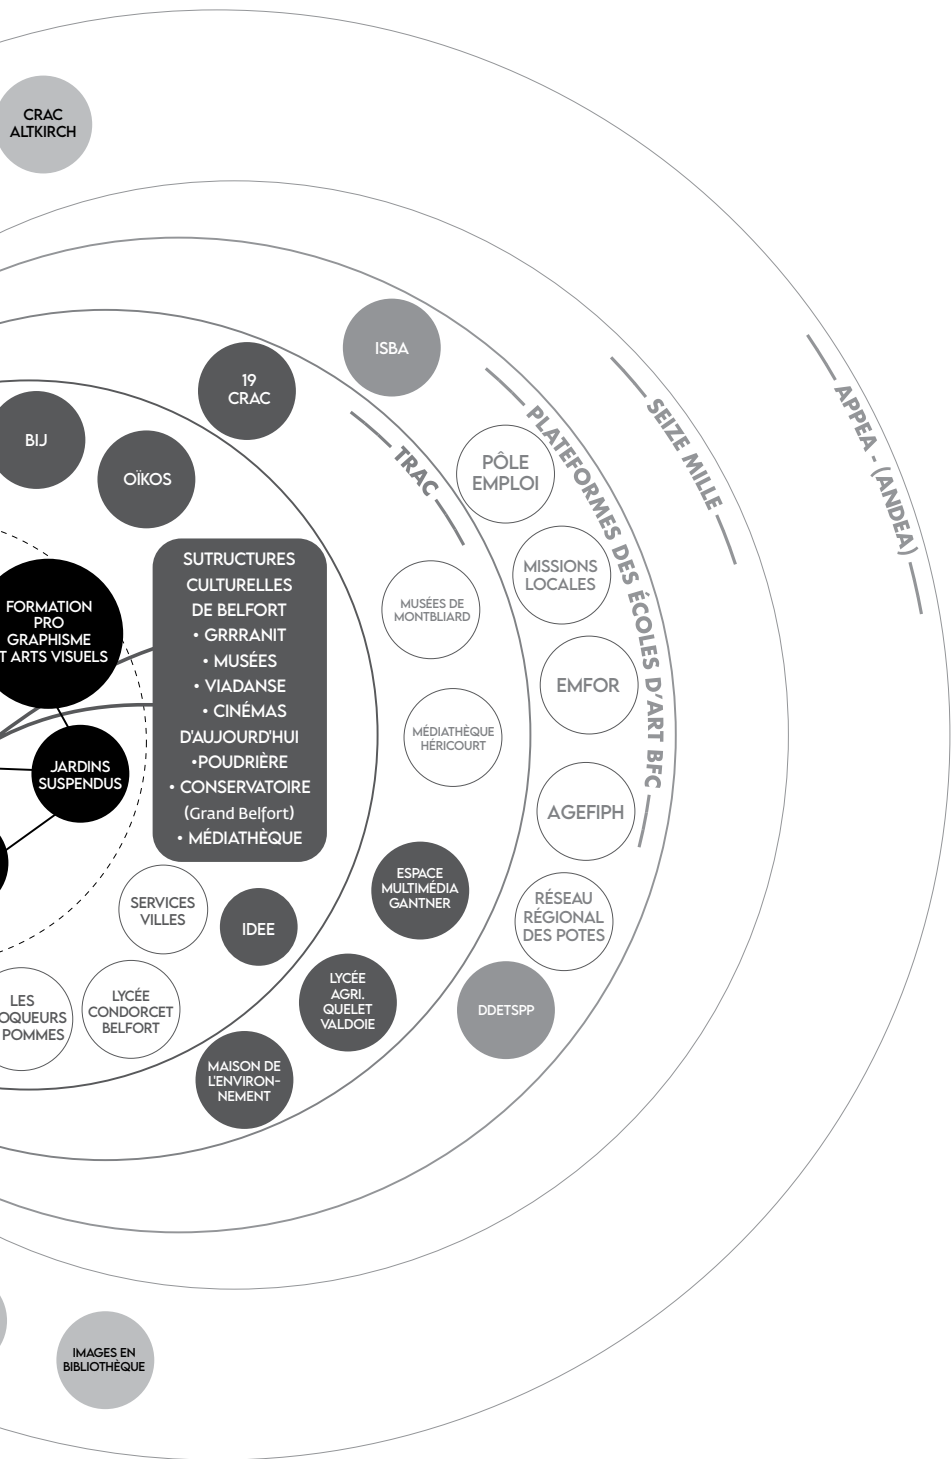 CRAC
ALTKIRCH
ISBA
19
CRAC
BIJ
OÏKOS
TRAC
PLATEFORMES DES ÉCOLES D'ART BFC
SEIZE MILLE
APPEA - (ANDEA)
PÔLE
EMPLOI
MISSIONS
LOCALES
MUSÉES DE
MONTBLIARD
EMFOR
MÉDIATHÈQUE
HÉRICOURT
AGEFIPH
FORMATION
PRO
GRAPHISME
T ARTS VISUELS
JARDINS
SUSPENDUS
SUTRUCTURES
CULTURELLES
DE BELFORT
• GRRRANIT
• MUSÉES
• VIADANSE
• CINÉMAS
D'AUJOURD'HUI
•POUDRIÈRE
• CONSERVATOIRE
(Grand Belfort)
• MÉDIATHÈQUE
ESPACE
MULTIMÉDIA
GANTNER
RÉSEAU
RÉGIONAL
DES POTES
SERVICES
VILLES
IDEE
LYCÉE
AGRI.
QUELET
VALDOIE
DDETSPP
LES
OQUEURS
POMMES
LYCÉE
CONDORCET
BELFORT
MAISON DE
L'ENVIRON-
NEMENT
IMAGES EN
BIBLIOTHÈQUE